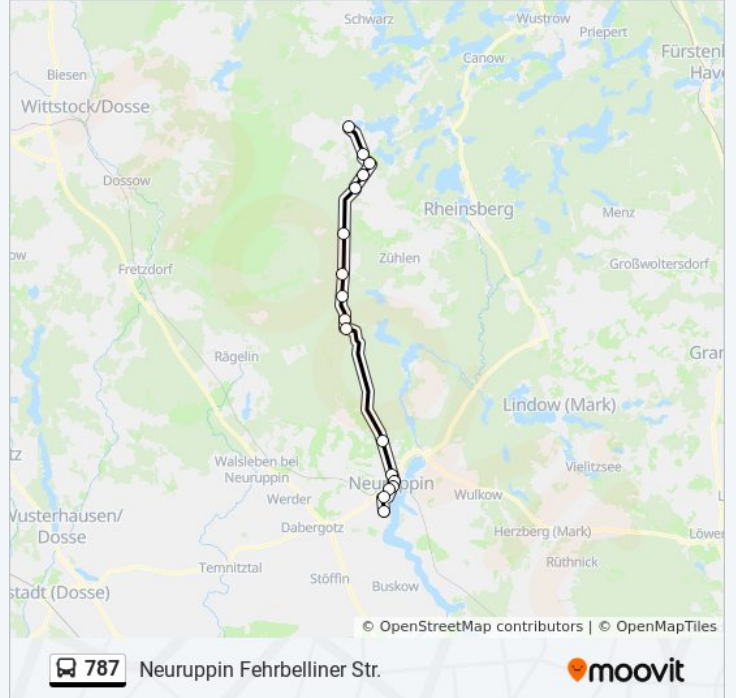 Schwarz
Wustrow
Priepert
Canow
Fürstenl
Have
Biesen
Wittstock/Dosse
Dossow
Rheinsberg
Menz
ow
Zühlen
Fretzdorf
Großwoltersdorf
Rägelin
Gran
Lindow (Mark)
tz
Walsleben bei
Neuruppin
Vielitzsee
Neuruppin
Wulkow
Werder
Wusterhausen/
Dosse
Dabergotz
Herzberg (Mark)
Löwen
Temnitztal
Rüthnick
Stöffin
Buskow
stadt (Dosse)
© OpenStreetMap contributors | © OpenMapTiles
787 Neuruppin Fehrbelliner Str.
moovit